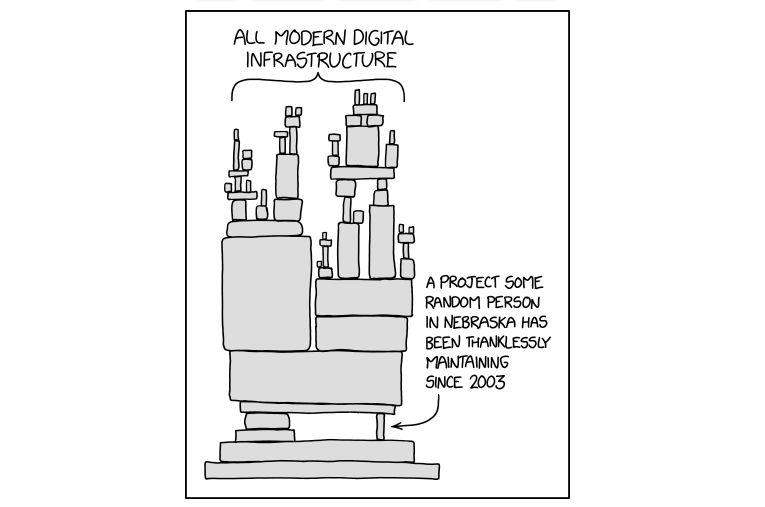 ALL MODERN DIGITAL
INFRASTRUCTURE
A PROJECT SOME
RANDOM PERSON
IN NEBRASKA HAS
BEEN THANKLESSLY
MAINTAINING
SINCE 2003